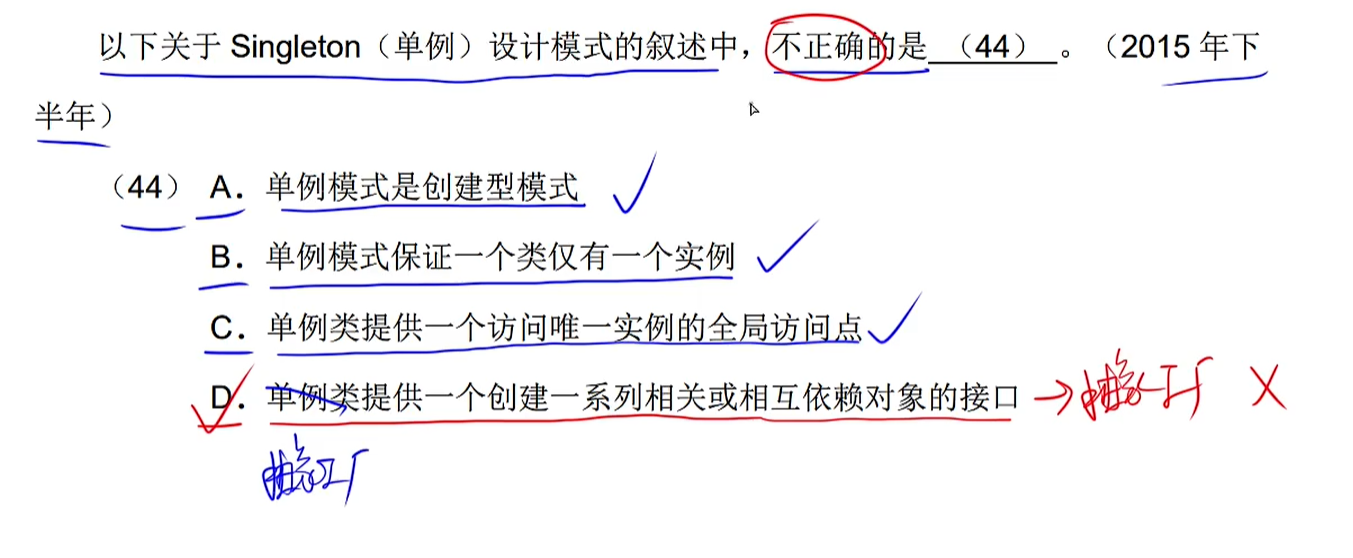 以下关于 Singleton（单例）设计模式的叙述中，不正确的是 （44） 。（2015 年下
半年）
（44） A．单例模式是创建型模式
B．单例模式保证一个类仅有一个实例
C．单例类提供一个访问唯一实例的全局访问点
D．单例类提供一个创建一系列相关或相互依赖对象的接口 → 抽象工厂 X
抽象工厂